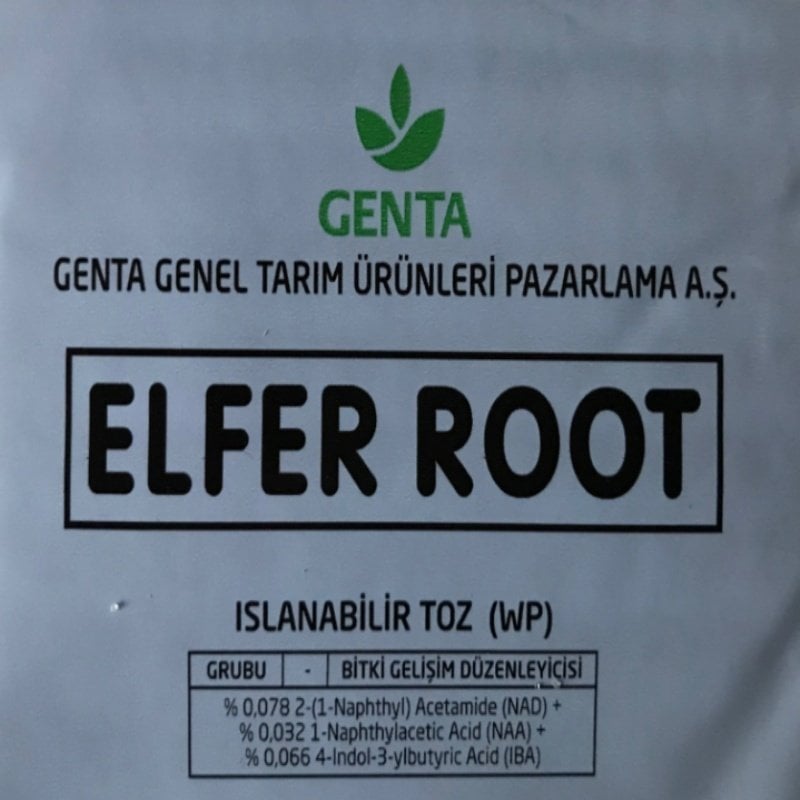 GENTA
GENTA GENEL TARIM ÜRÜNLERİ PAZARLAMA A.Ş.
ELFER ROOT
ISLANABİLİR TOZ (WP)
GRUBU - BİTKİ GELİŞİM DÜZENLEYİCİSİ
% 0,078 2-(1-Naphthyl) Acetamide (NAD) +
% 0,032 1-Naphthylacetic Acid (NAA) +
% 0,066 4-Indol-3-ylbutyric Acid (IBA)